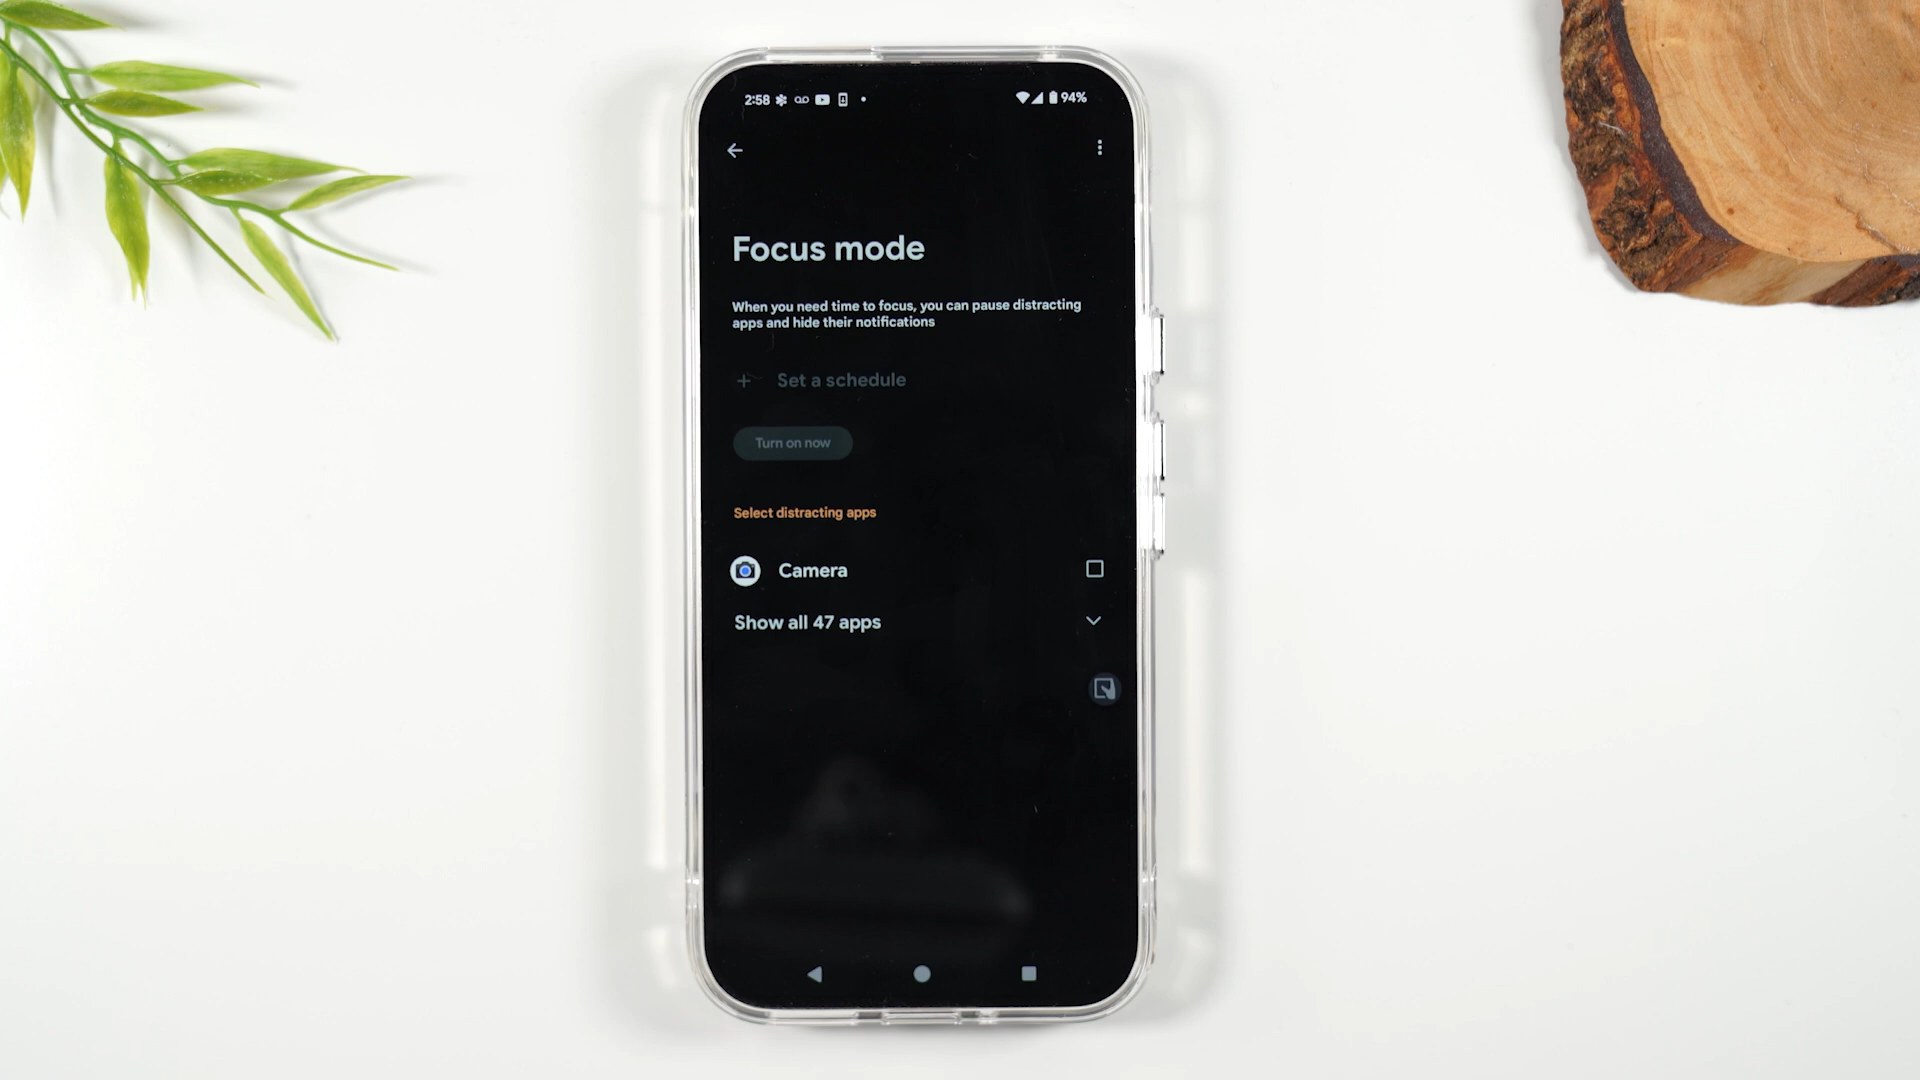 2:58
94%
Focus mode
When you need time to focus, you can pause distracting
apps and hide their notifications
+ Set a schedule
Turn on now
Select distracting apps
Camera
Show all 47 apps